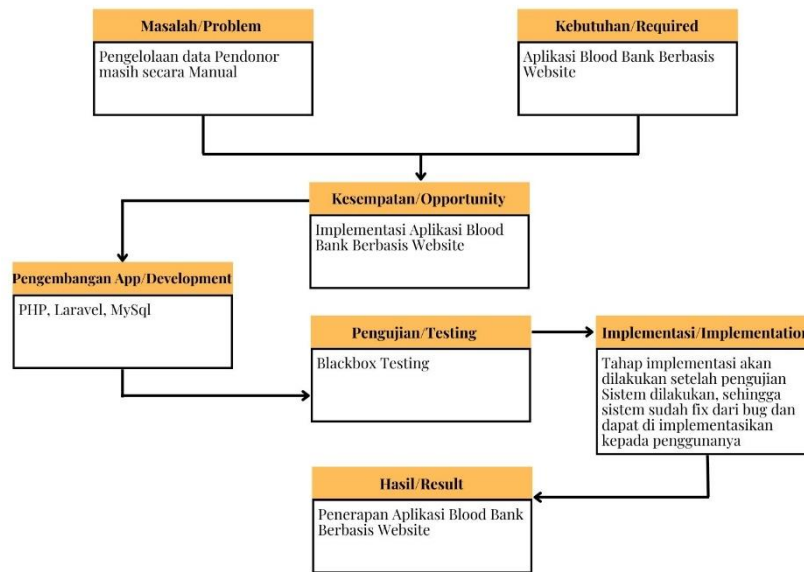 Masalah/Problem
Pengelolaan data Pendonor
masih secara Manual
Kebutuhan/Required
Aplikasi Blood Bank Berbasis
Website
Kesempatan/Opportunity
Implementasi Aplikasi Blood
Bank Berbasis Website
Pengembangan App/Development
PHP, Laravel, MySql
Pengujian/Testing
Blackbox Testing
Implementasi/Implementation
Tahap implementasi akan
dilakukan setelah pengujian
Sistem dilakukan, sehingga
sistem sudah fix dari bug dan
dapat di implementasikan
kepada penggunanya
Hasil/Result
Penerapan Aplikasi Blood Bank
Berbasis Website